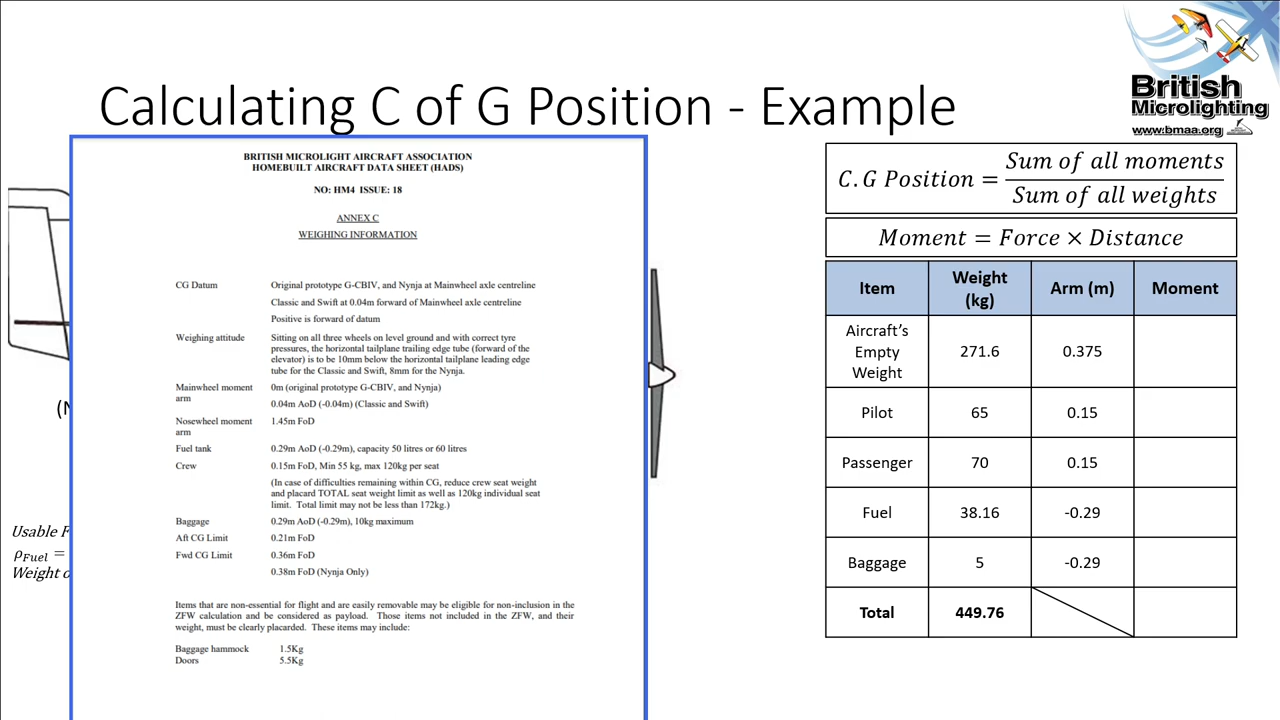 Calculating C of G Position - Example
British
Microlighting
www.bmaa.org
BRITISH MICROLIGHT AIRCRAFT ASSOCIATION
HOMEBUILT AIRCRAFT DATA SHEET (HADS)
NO: HM4 ISSUE: 18
ANNEX C
WEIGHING INFORMATION
CG Datum Original prototype G-CBIV, and Nynja at Mainwheel axle centreline
Classic and Swift at 0.04m forward of Mainwheel axle centreline
Positive is forward of datum
Weighing attitude Sitting on all three wheels on level ground and with correct tyre
pressures, the horizontal tailplane trailing edge tube (forward of the
elevator) is to be 10mm below the horizontal tailplane leading edge
tube for the Classic and Swift, 8mm for the Nynja.
Mainwheel moment 0m (original prototype G-CBIV, and Nynja)
arm
0.04m AoD (-0.04m) (Classic and Swift)
Nosewheel moment 1.45m FoD
arm
Fuel tank 0.29m AoD (-0.29m), capacity 50 litres or 60 litres
Crew 0.15m FoD, Min 55 kg, max 120kg per seat
(In case of difficulties remaining within CG, reduce crew seat weight
and placard TOTAL seat weight limit as well as 120kg individual seat
limit. Total limit may not be less than 172kg.)
Baggage 0.29m AoD (-0.29m), 10kg maximum
Aft CG Limit 0.21m FoD
Fwd CG Limit 0.36m FoD
0.38m FoD (Nynja Only)
Items that are non-essential for flight and are easily removable may be eligible for non-inclusion in the
ZFW calculation and be considered as payload. Those items not included in the ZFW, and their
weight, must be clearly placarded. These items may include:
Baggage hammock 1.5Kg
Doors 5.5Kg
(N
Usable F
ρFuel =
Weight o
C.G Position = Sum of all moments
Sum of all weights
Moment = Force × Distance
Item Weight (kg) Arm (m) Moment
Aircraft's Empty Weight 271.6 0.375
Pilot 65 0.15
Passenger 70 0.15
Fuel 38.16 -0.29
Baggage 5 -0.29
Total 449.76